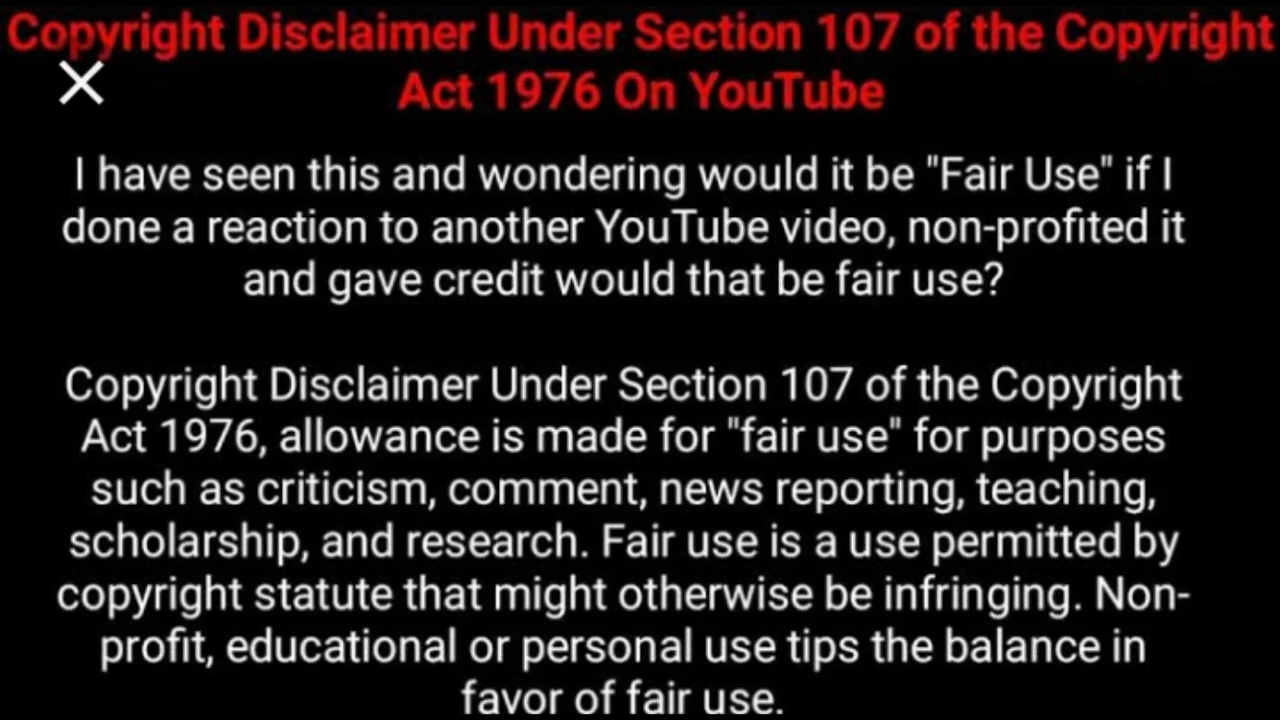 Copyright Disclaimer Under Section 107 of the Copyright
Act 1976 On YouTube
I have seen this and wondering would it be "Fair Use" if I
done a reaction to another YouTube video, non-profited it
and gave credit would that be fair use?
Copyright Disclaimer Under Section 107 of the Copyright
Act 1976, allowance is made for "fair use" for purposes
such as criticism, comment, news reporting, teaching,
scholarship, and research. Fair use is a use permitted by
copyright statute that might otherwise be infringing. Non-
profit, educational or personal use tips the balance in
favor of fair use.